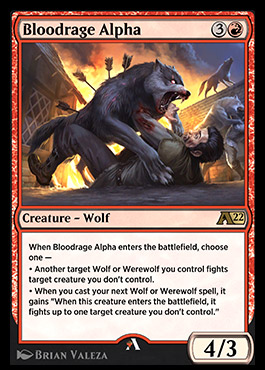 Bloodrage Alpha 3
Creature – Wolf
A22
When Bloodrage Alpha enters the battlefield, choose
one —
• Another target Wolf or Werewolf you control fights
target creature you don't control.
• When you cast your next Wolf or Werewolf spell, it
gains "When this creature enters the battlefield, it
fights up to one target creature you don't control."
Brian Valeza
4/3